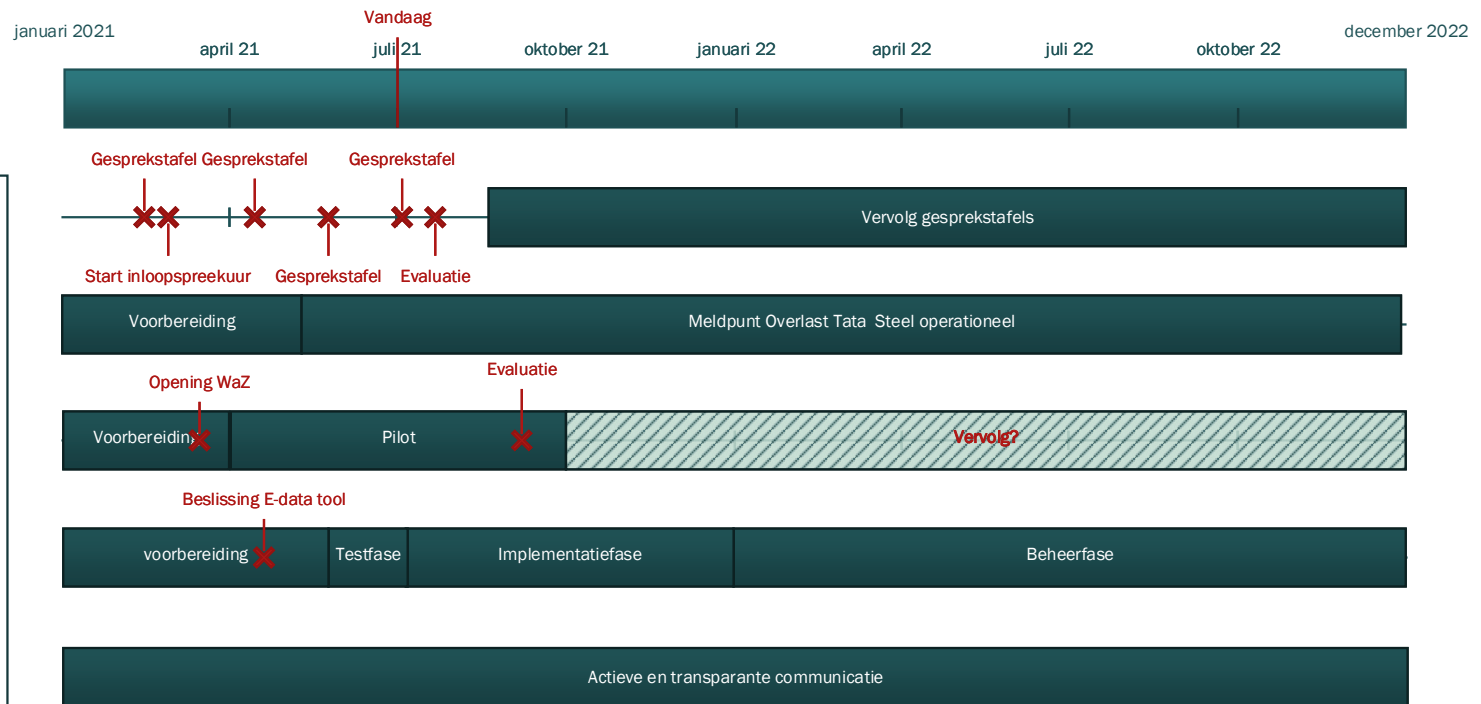 Vandaag
januari 2021
december 2022
april 21
juli 21
oktober 21
januari 22
april 22
juli 22
oktober 22
Gesprekstafel
Gesprekstafel
Gesprekstafel
Vervolg gesprekstafels
Start inloopspreekuur
Gesprekstafel
Evaluatie
Voorbereiding
Meldpunt Overlast Tata Steel operationeel
Opening WaZ
Evaluatie
Voorbereiding
Pilot
Vervolg?
Beslissing E-data tool
voorbereiding
Testfase
Implementatiefase
Beheerfase
Actieve en transparante communicatie